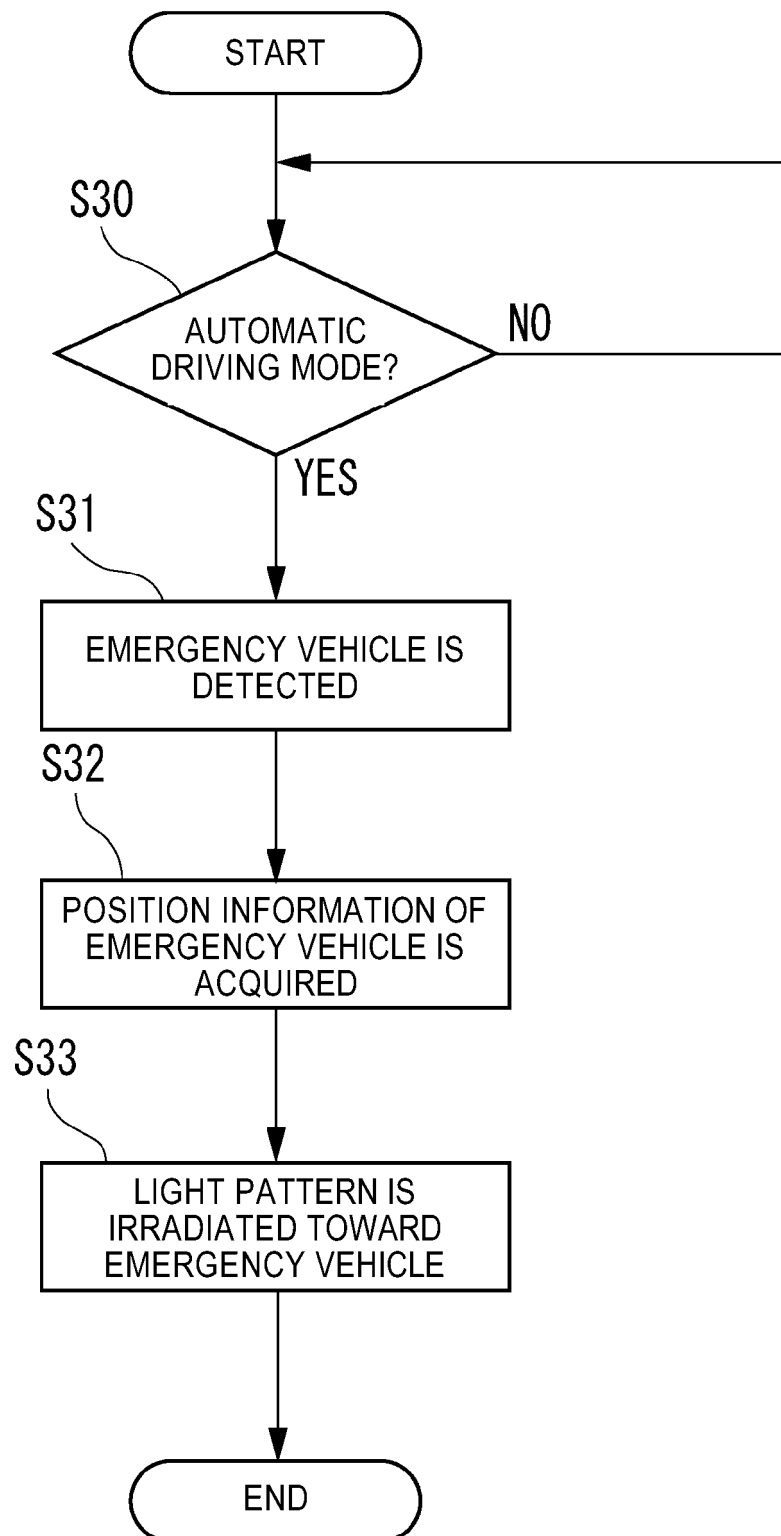 START
S30
AUTOMATIC
DRIVING MODE?
NO
YES
S31
EMERGENCY VEHICLE IS
DETECTED
S32
POSITION INFORMATION OF
EMERGENCY VEHICLE IS
ACQUIRED
S33
LIGHT PATTERN IS
IRRADIATED TOWARD
EMERGENCY VEHICLE
END